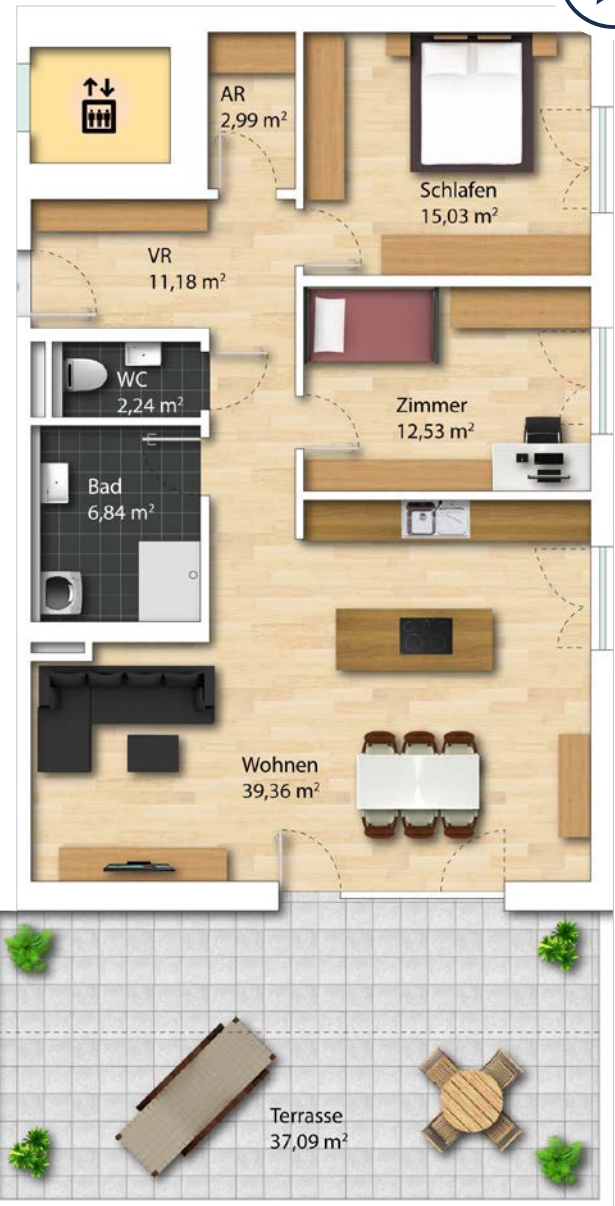 AR
2,99 m²
Schlafen
15,03 m²
VR
11,18 m²
WC
2,24 m²
Zimmer
12,53 m²
Bad
6,84 m²
Wohnen
39,36 m²
Terrasse
37,09 m²